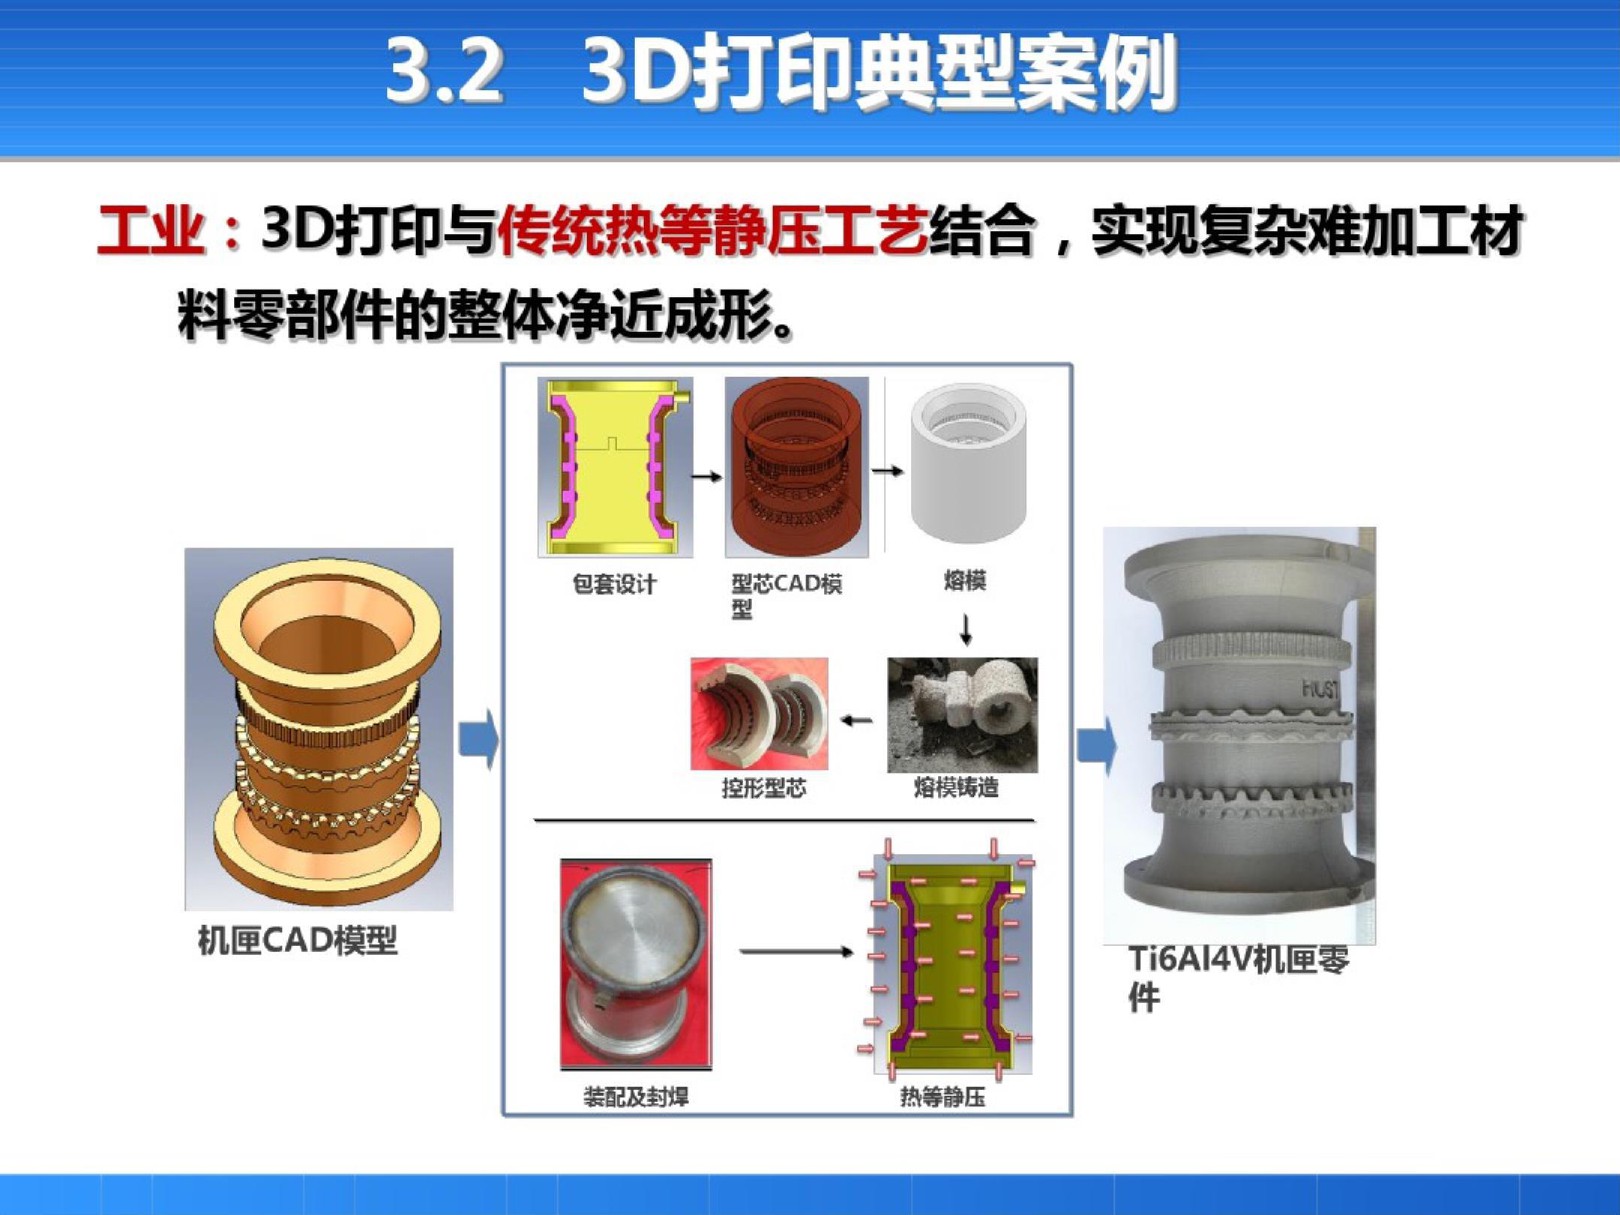 3.2 3D打印典型案例
工业：3D打印与传统热等静压工艺结合，实现复杂难加工材
料零部件的整体净近成形。
包套设计
型芯CAD模
型
熔模
控形型芯
熔模铸造
HUST
机匣CAD模型
Ti6Al4V机匣零
件
装配及封焊
热等静压